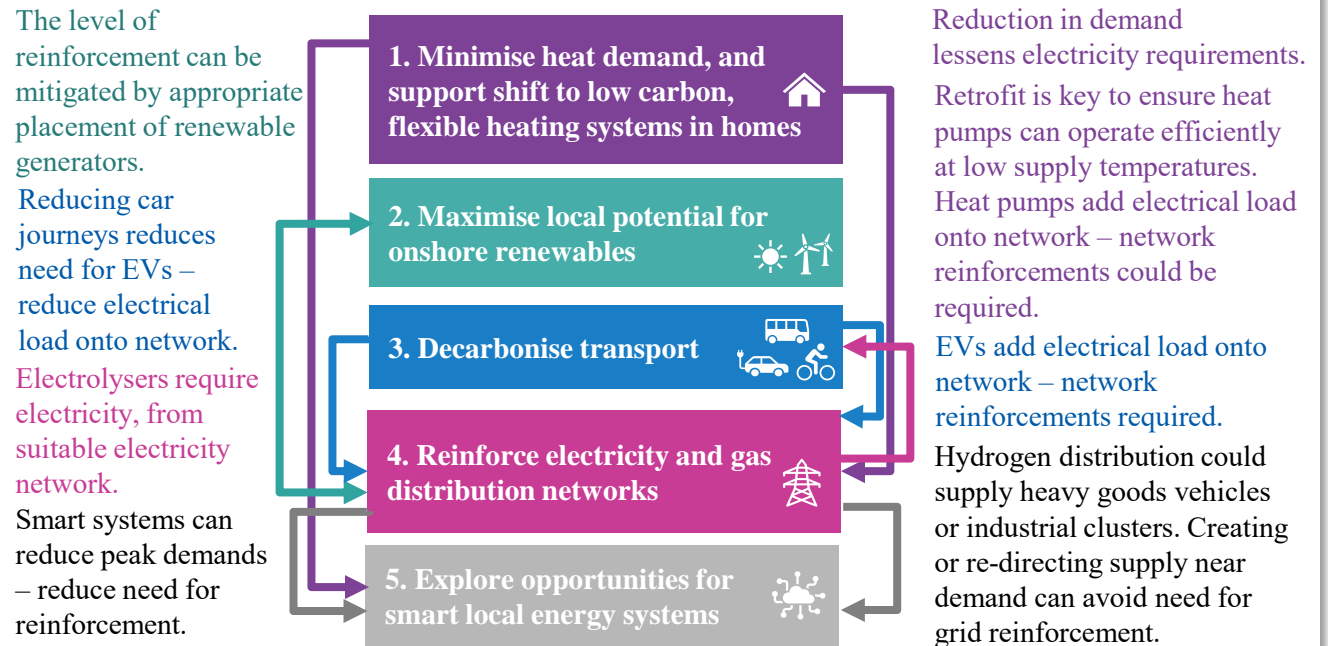 The level of
reinforcement can be
mitigated by appropriate
placement of renewable
generators.
Reducing car
journeys reduces
need for EVs –
reduce electrical
load onto network.
Electrolysers require
electricity, from
suitable electricity
network.
Smart systems can
reduce peak demands
– reduce need for
reinforcement.
1. Minimise heat demand, and
support shift to low carbon,
flexible heating systems in homes
2. Maximise local potential for
onshore renewables
3. Decarbonise transport
4. Reinforce electricity and gas
distribution networks
5. Explore opportunities for
smart local energy systems
Reduction in demand
lessens electricity requirements.
Retrofit is key to ensure heat
pumps can operate efficiently
at low supply temperatures.
Heat pumps add electrical load
onto network – network
reinforcements could be
required.
EVs add electrical load onto
network – network
reinforcements required.
Hydrogen distribution could
supply heavy goods vehicles
or industrial clusters. Creating
or re-directing supply near
demand can avoid need for
grid reinforcement.